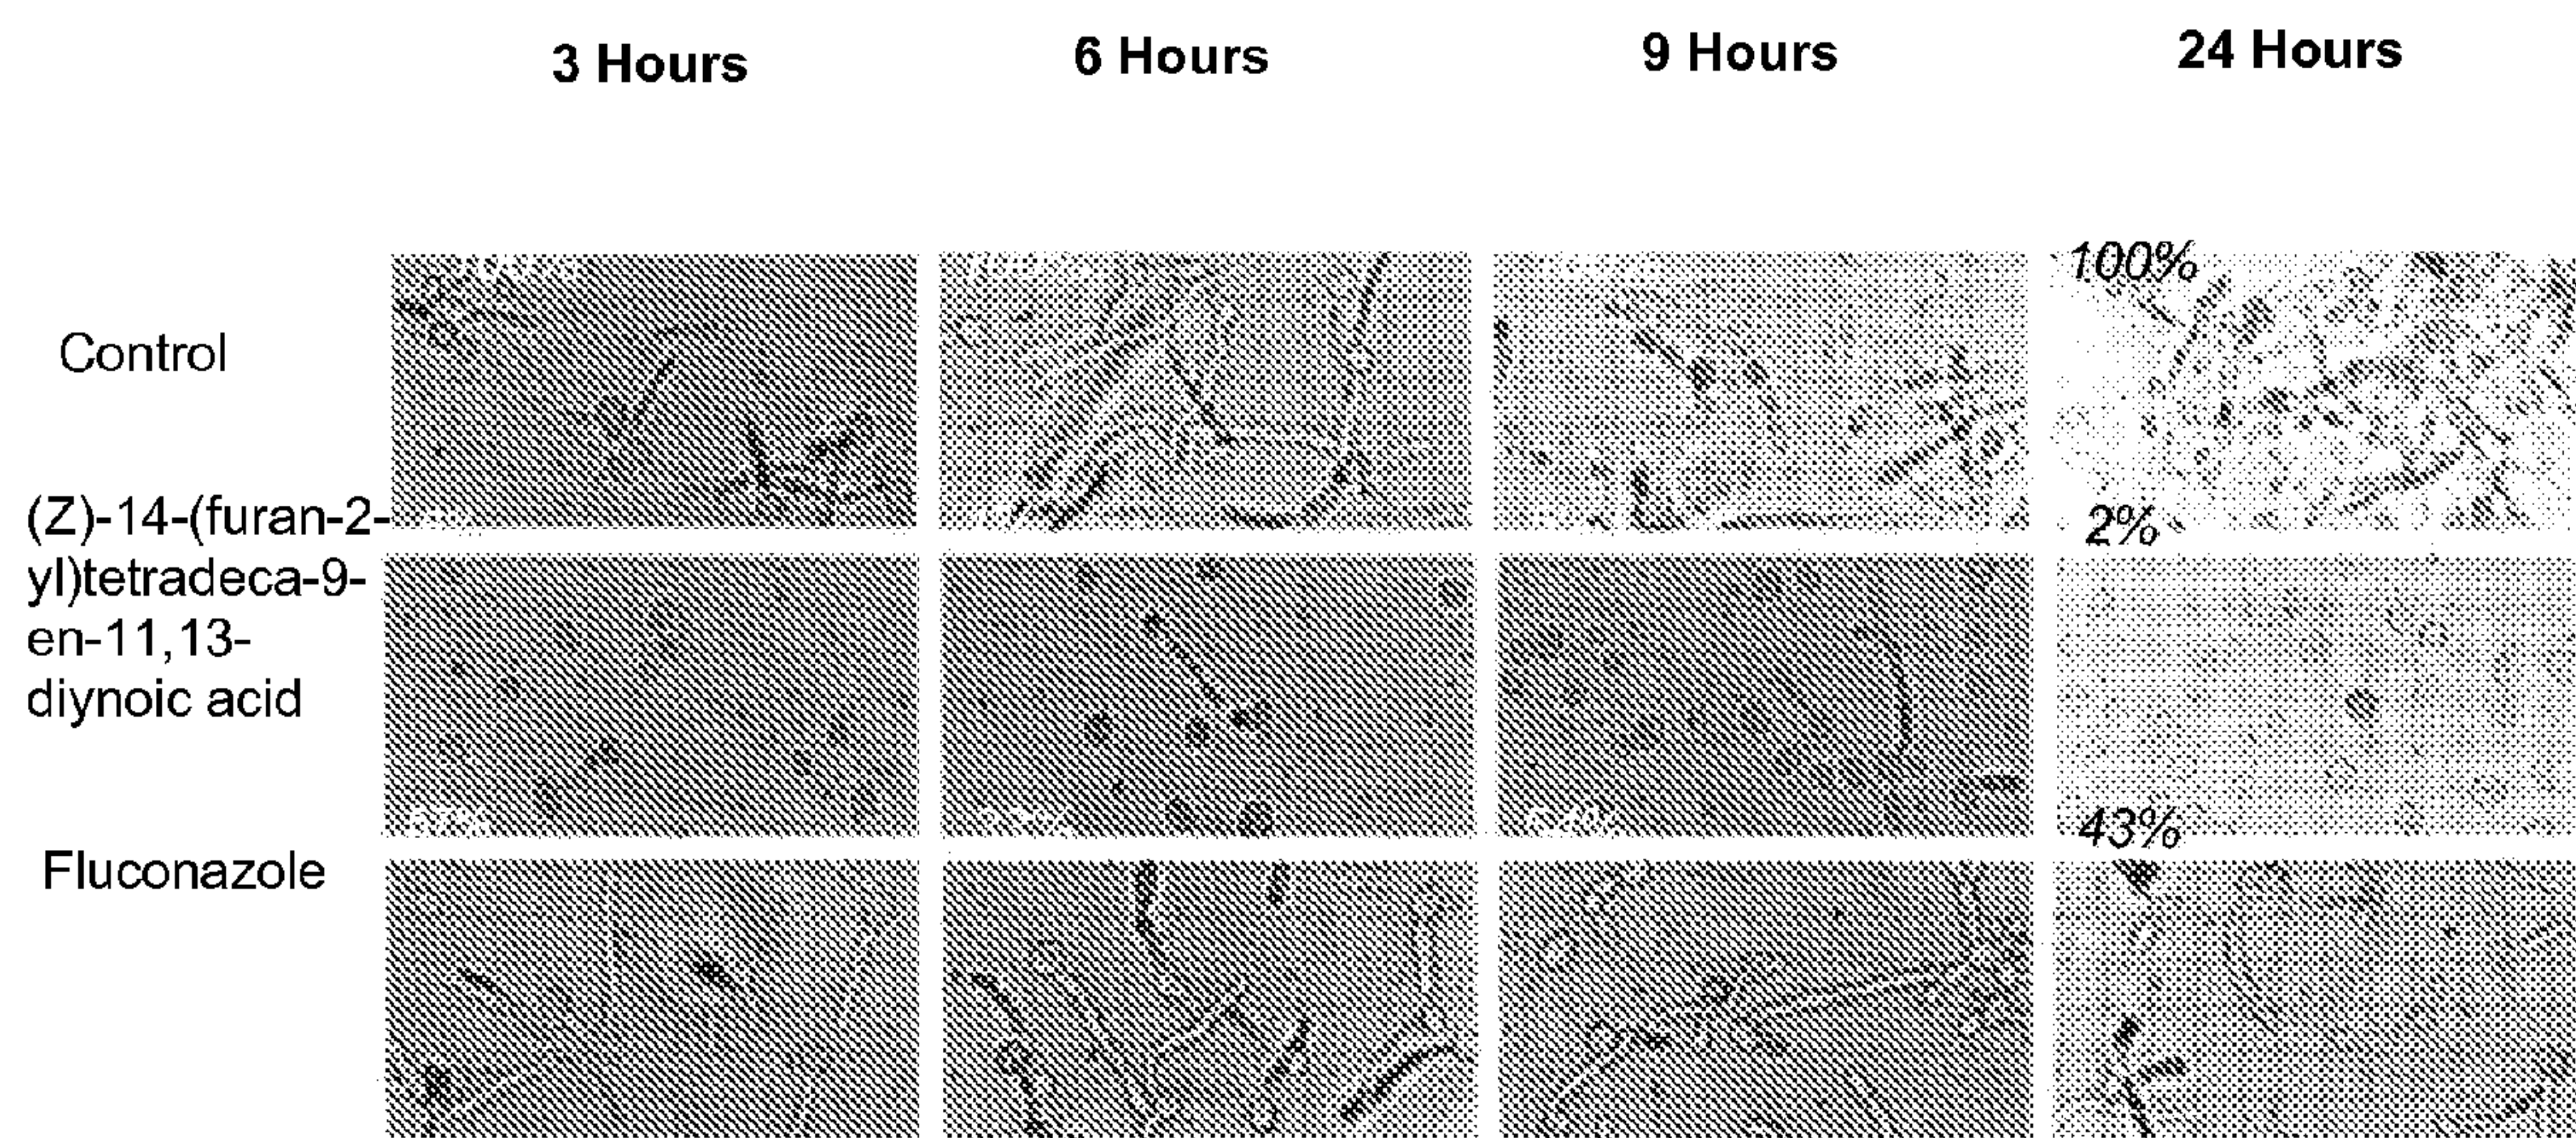 3 Hours 6 Hours 9 Hours 24 Hours
100%
Control
(Z)-14-(furan-2-
yl)tetradeca-9-
en-11,13-
diynoic acid
2%
Fluconazole
43%